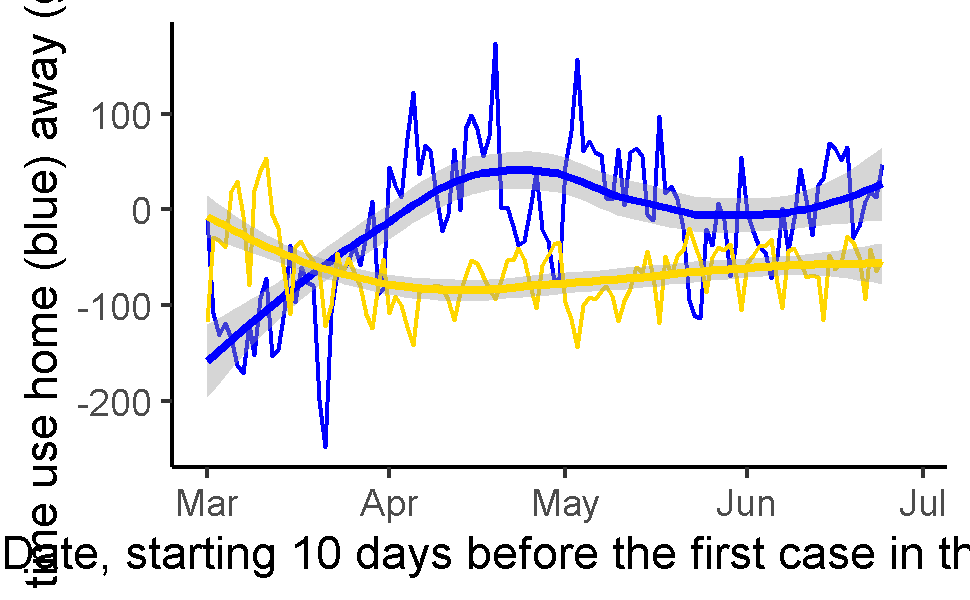 time use home (blue) away (
100
0
-100
-200
Mar Apr May Jun Jul
Date, starting 10 days before the first case in th